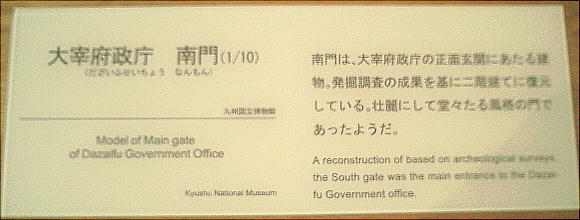 大宰府政庁　南門(1/10)
(だざいふせいちょう　なんもん)
九州国立博物館
Model of Main gate
of Dazaifu Government Office
Kyushu National Museum
南門は、大宰府政庁の正面玄関にあたる建
物。発掘調査の成果を基に二階建てに復元
している。壮麗にして堂々たる風格の門で
あったようだ。
A reconstruction of based on archeological surveys,
the South gate was the main entrance to the Dazai-
fu Government office.